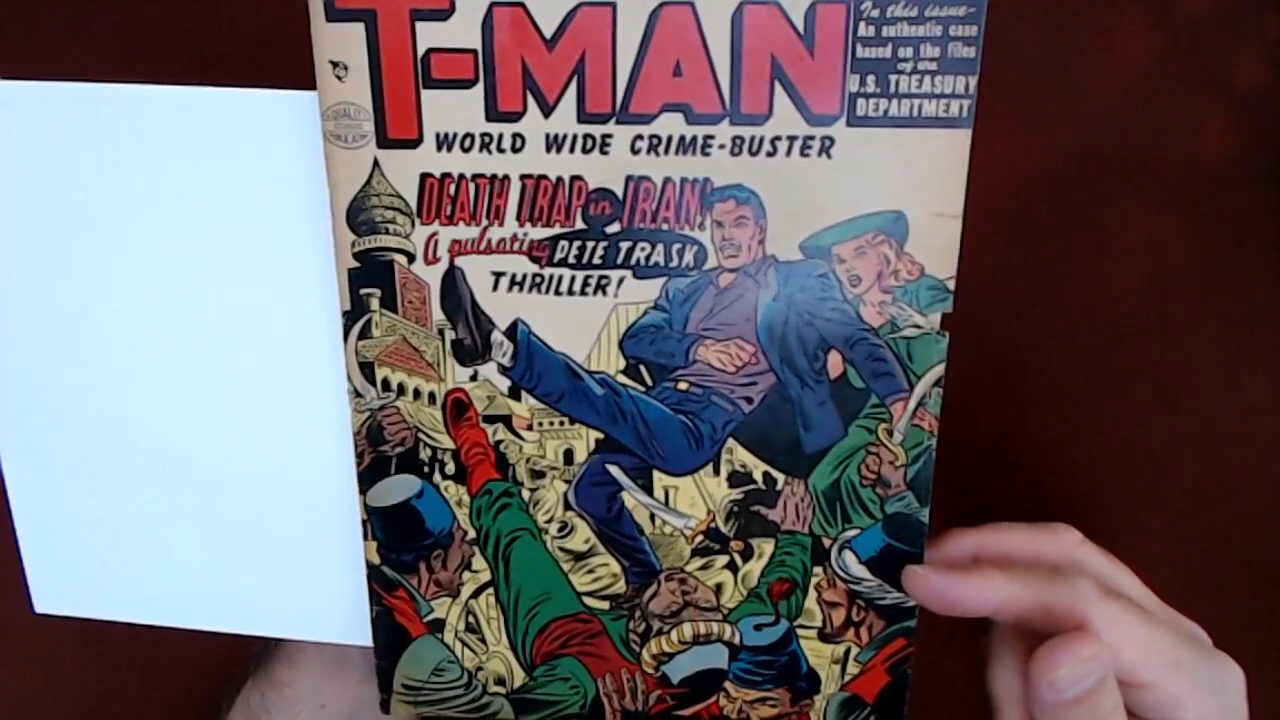 T-MAN
In this issue-
An authentic case
based on the files
of the
U.S. TREASURY
DEPARTMENT
QUALITY
WORLD WIDE CRIME-BUSTER
DEATH TRAP in IRAN!
A pulsating PETE TRASK
THRILLER!